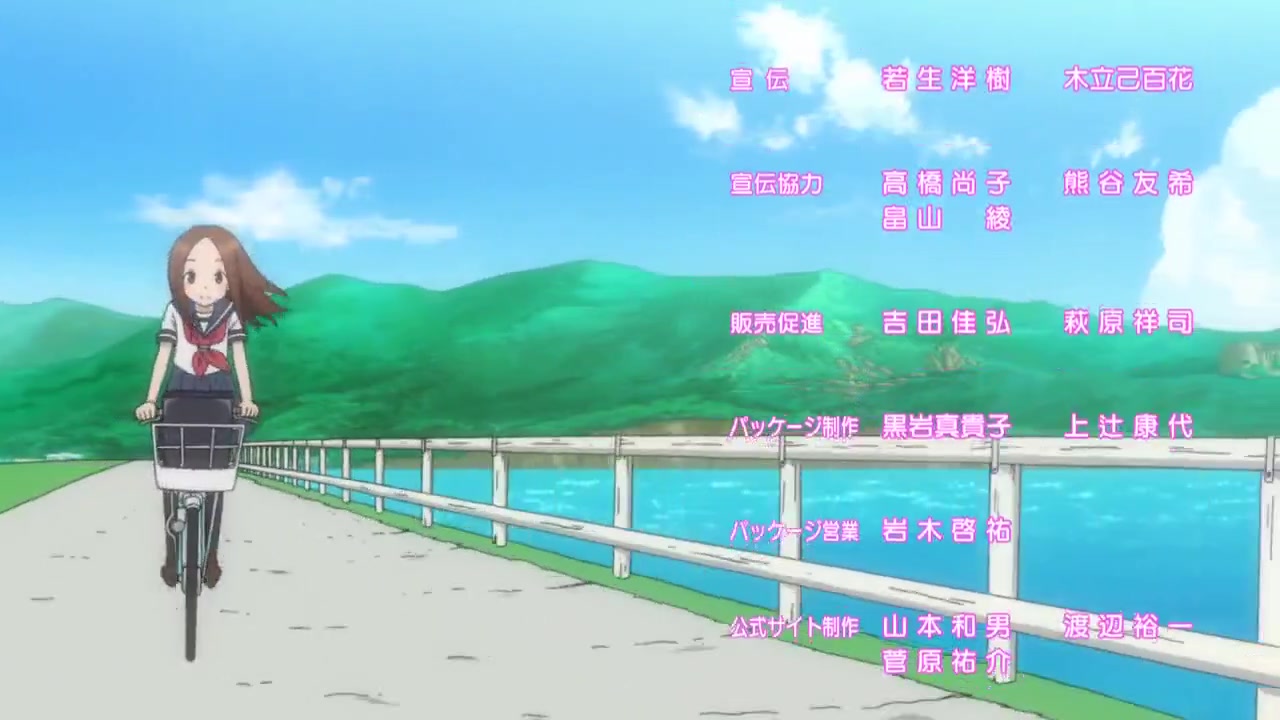 宣伝 若生洋樹 木立己百花
宣伝協力 高橋尚子 熊谷友希
畠山 綾
販売促進 吉田佳弘 萩原祥司
パッケージ制作 黒岩真貴子 上辻康代
パッケージ営業 岩木啓祐
公式サイト制作 山本和男 渡辺裕一
菅原祐介